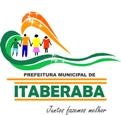 PREFEITURA MUNICIPAL DE
ITABERABA
Juntos fazemos melhor